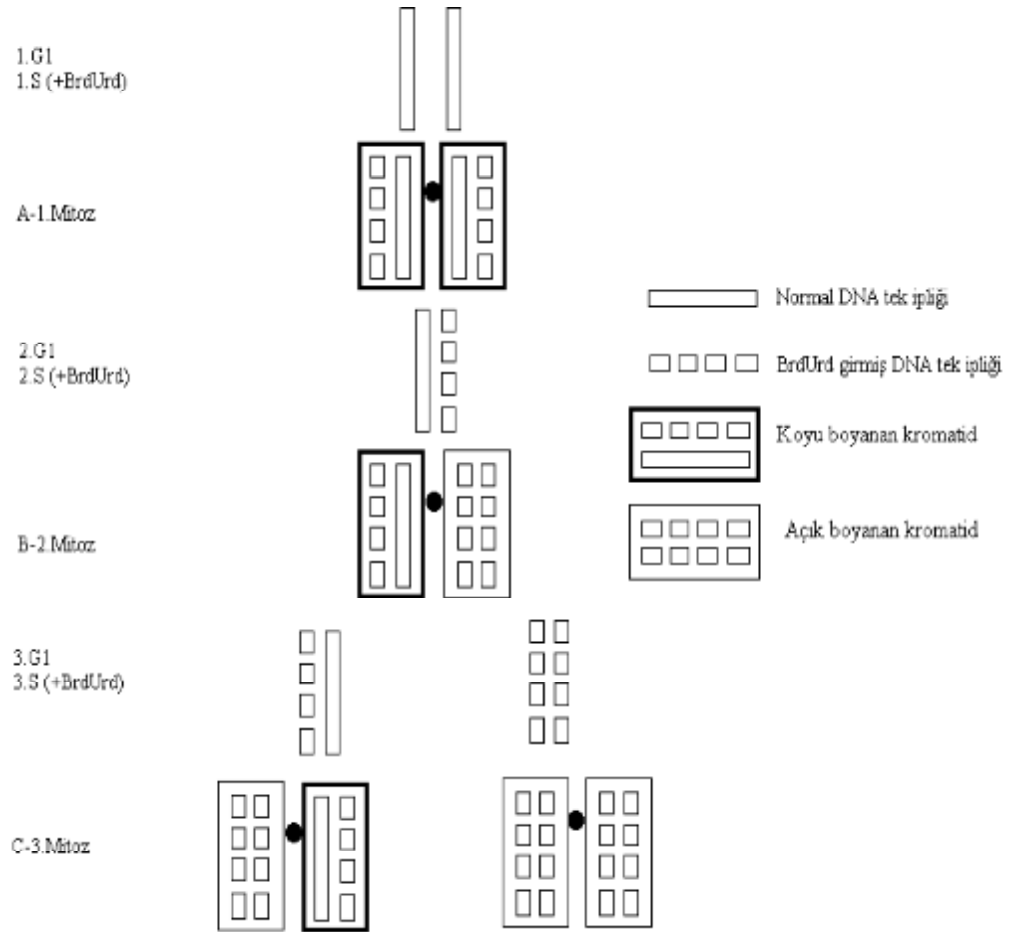 1.G1
1.S (+BrdUrd)
A-1.Mitoz
Normal DNA tek ipliği
2.G1
2.S (+BrdUrd)
BrdUrd girmiş DNA tek ipliği
Koyu boyanan kromatid
Açık boyanan kromatid
B-2.Mitoz
3.G1
3.S (+BrdUrd)
C-3.Mitoz